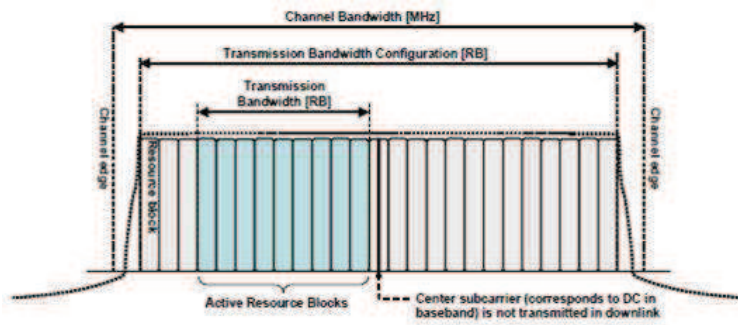 Channel Bandwidth [MHz]
Transmission Bandwidth Configuration [RB]
Transmission
Bandwidth [RB]
Channel edge
Resource block
Channel edge
Active Resource Blocks
Center subcarrier (corresponds to DC in
baseband) is not transmitted in downlink